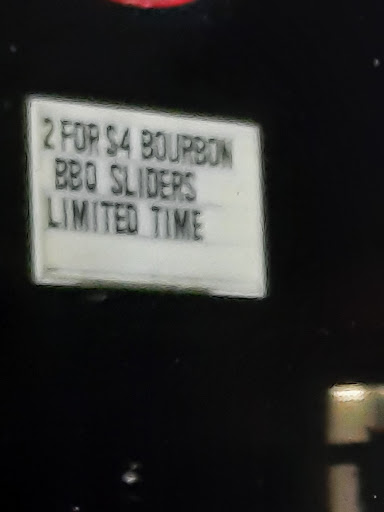 2 FOR $4 BOURBON
BBQ SLIDERS
LIMITED TIME